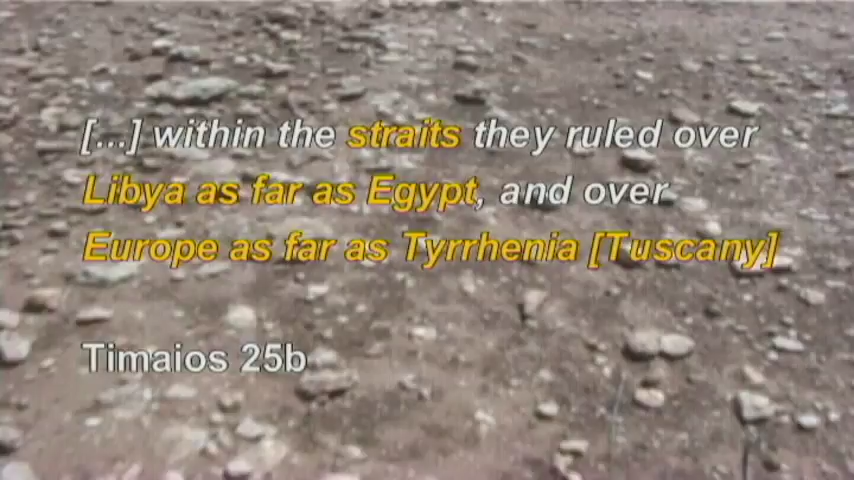 [...] within the straits they ruled over
Libya as far as Egypt, and over
Europe as far as Tyrrhenia [Tuscany]
Timaios 25b